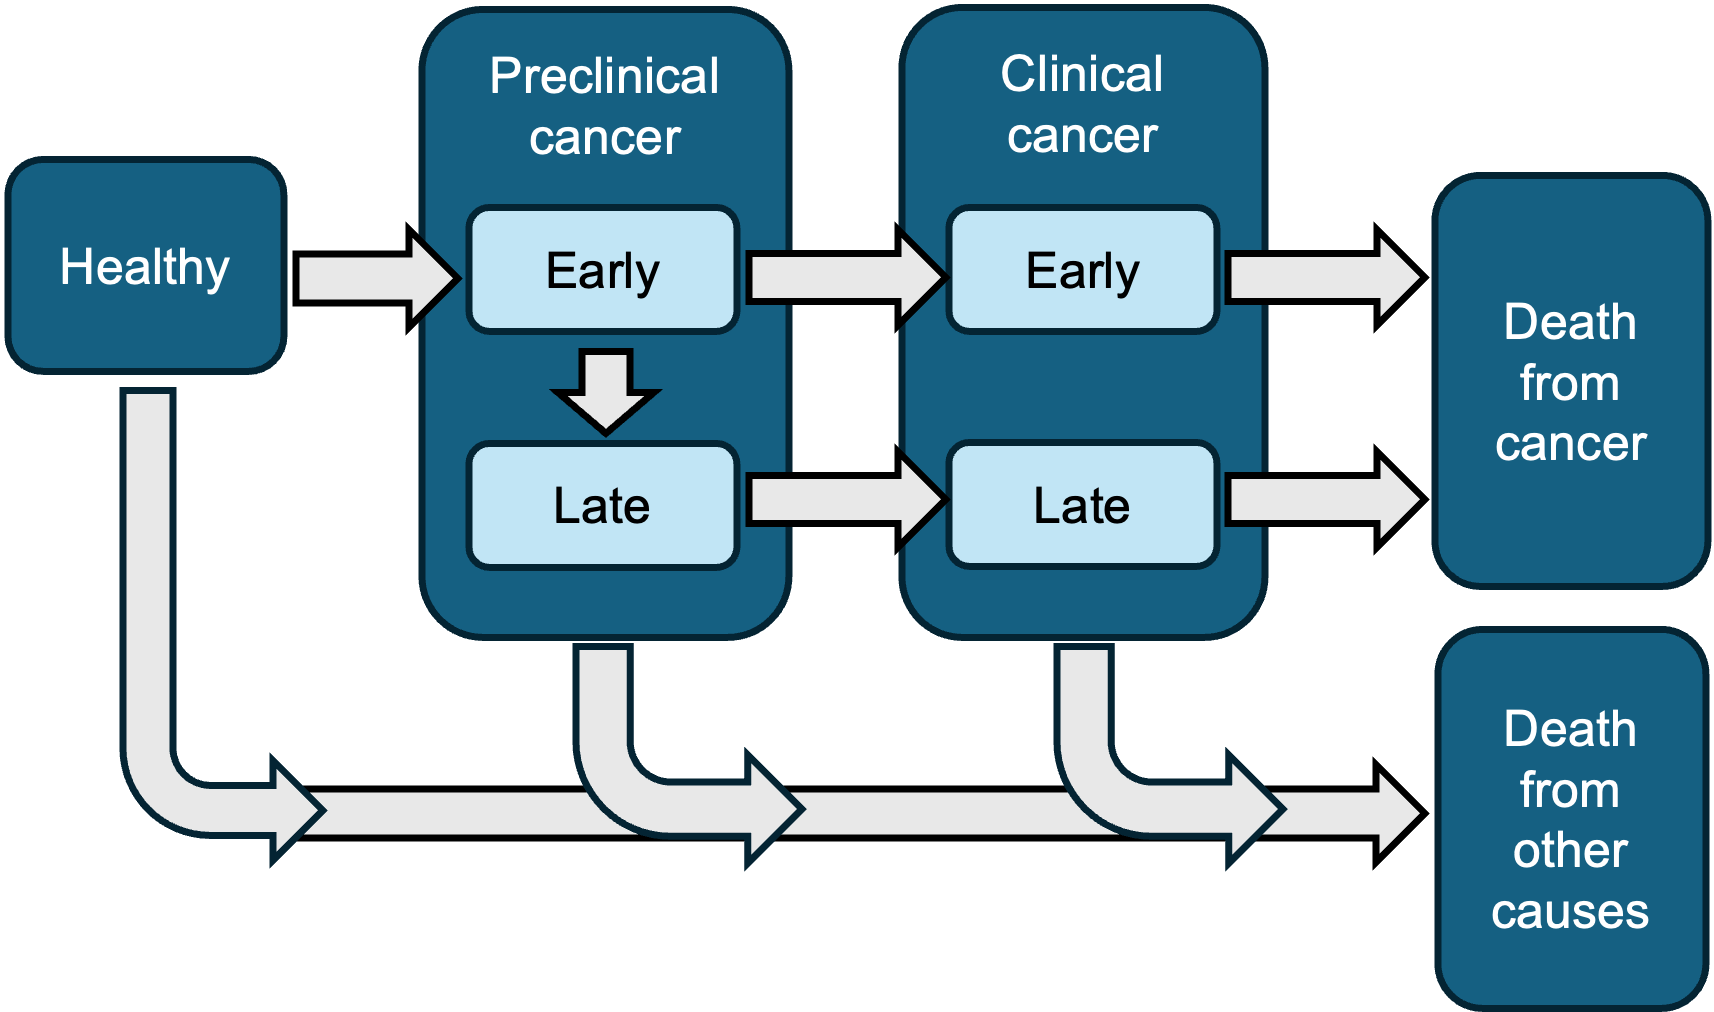 Healthy
Preclinical
cancer
Early
Late
Clinical
cancer
Early
Late
Death
from
cancer
Death
from
other
causes